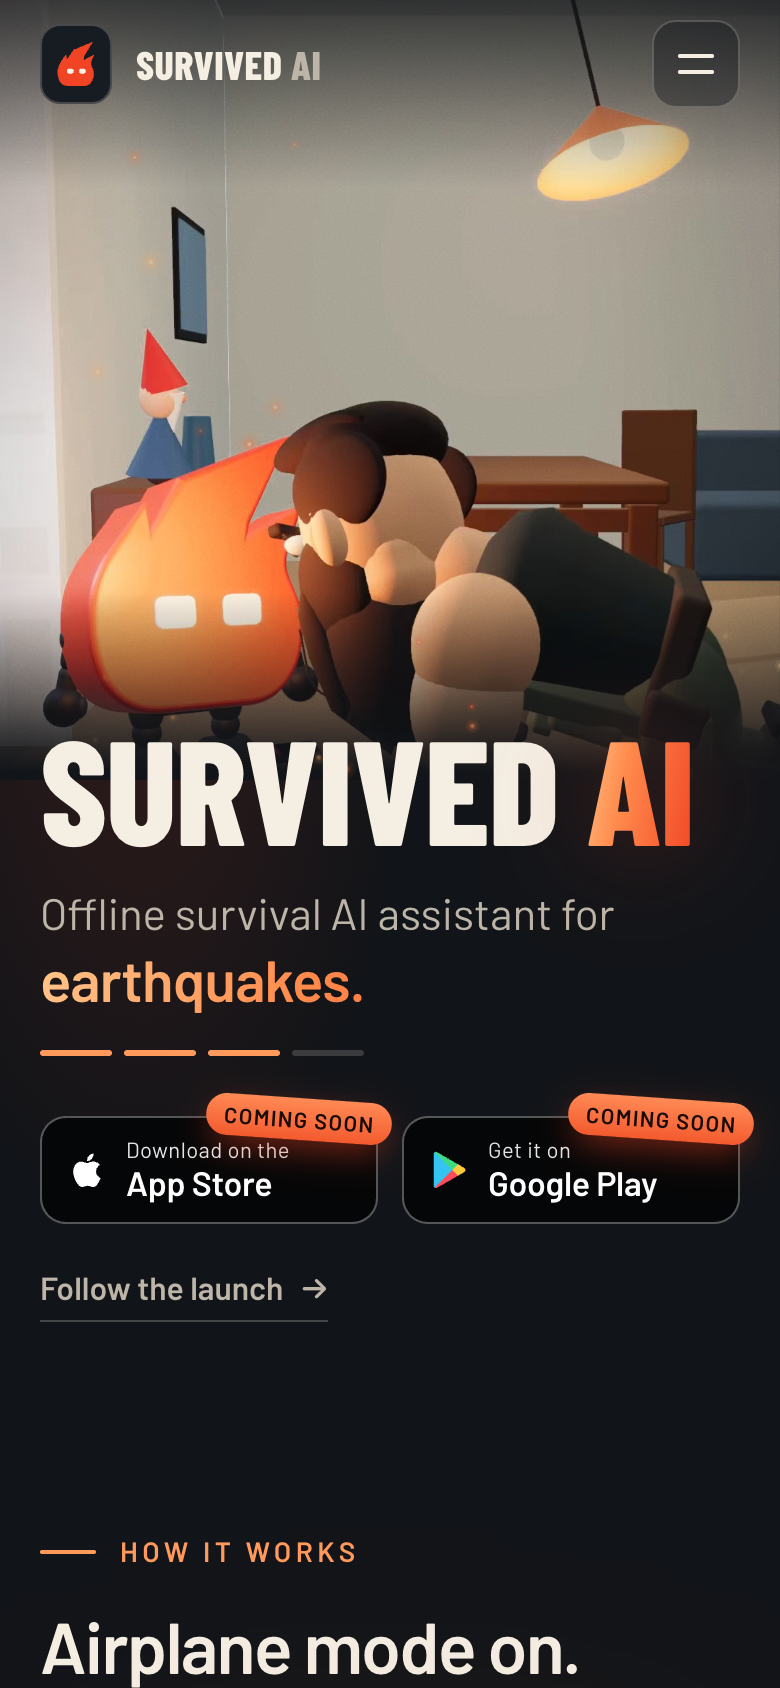 SURVIVED AI
SURVIVED AI
Offline survival AI assistant for
earthquakes.
COMING SOON
Download on the
App Store
COMING SOON
Get it on
Google Play
Follow the launch →
HOW IT WORKS
Airplane mode on.